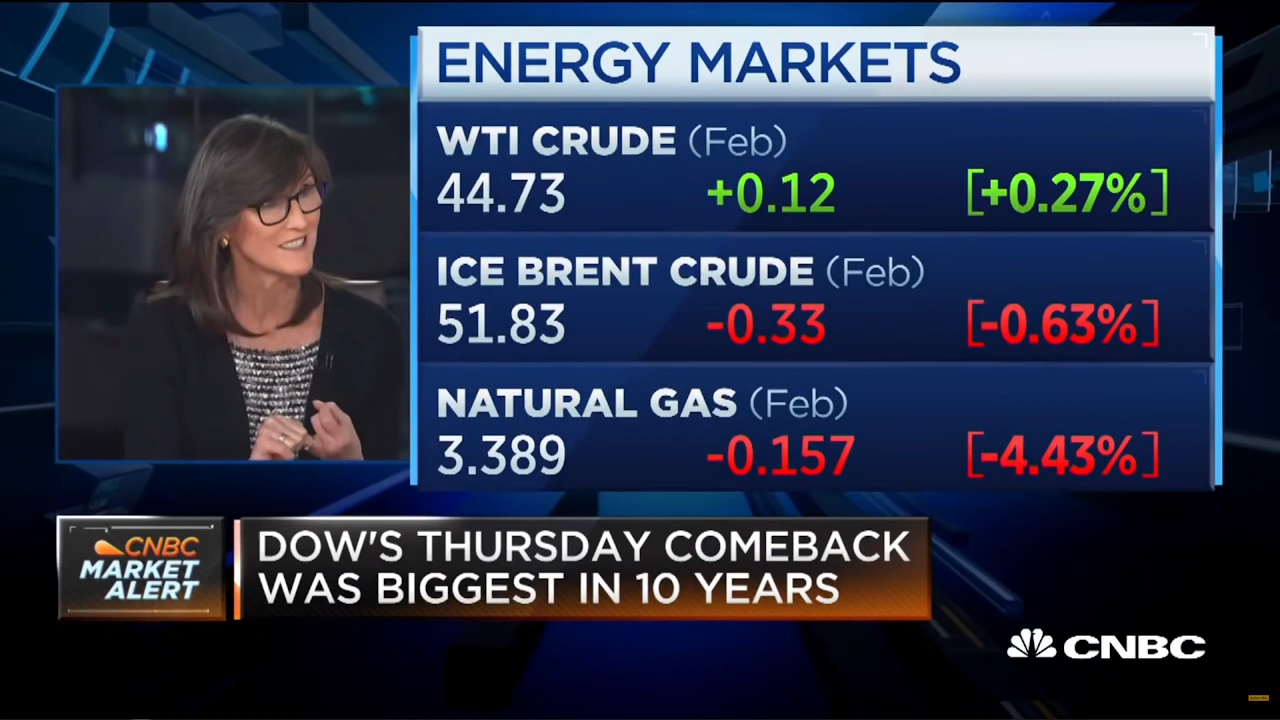 ENERGY MARKETS
WTI CRUDE (Feb)
44.73 +0.12 [+0.27%]
ICE BRENT CRUDE (Feb)
51.83 -0.33 [-0.63%]
NATURAL GAS (Feb)
3.389 -0.157 [-4.43%]
CNBC
MARKET
ALERT
DOW'S THURSDAY COMEBACK
WAS BIGGEST IN 10 YEARS
CNBC